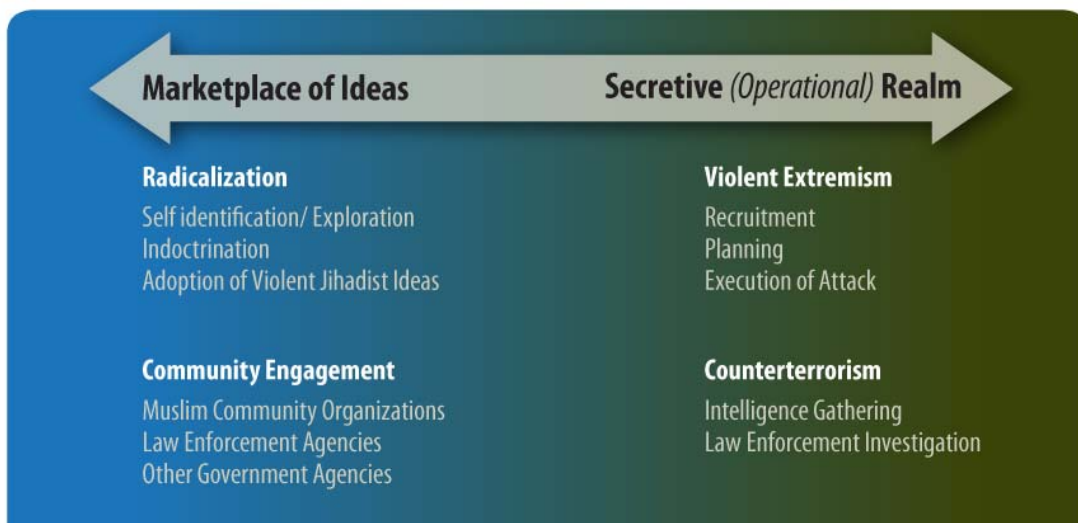 Marketplace of Ideas
Secretive (Operational) Realm
Radicalization
Self identification/ Exploration
Indoctrination
Adoption of Violent Jihadist Ideas
Violent Extremism
Recruitment
Planning
Execution of Attack
Community Engagement
Muslim Community Organizations
Law Enforcement Agencies
Other Government Agencies
Counterterrorism
Intelligence Gathering
Law Enforcement Investigation